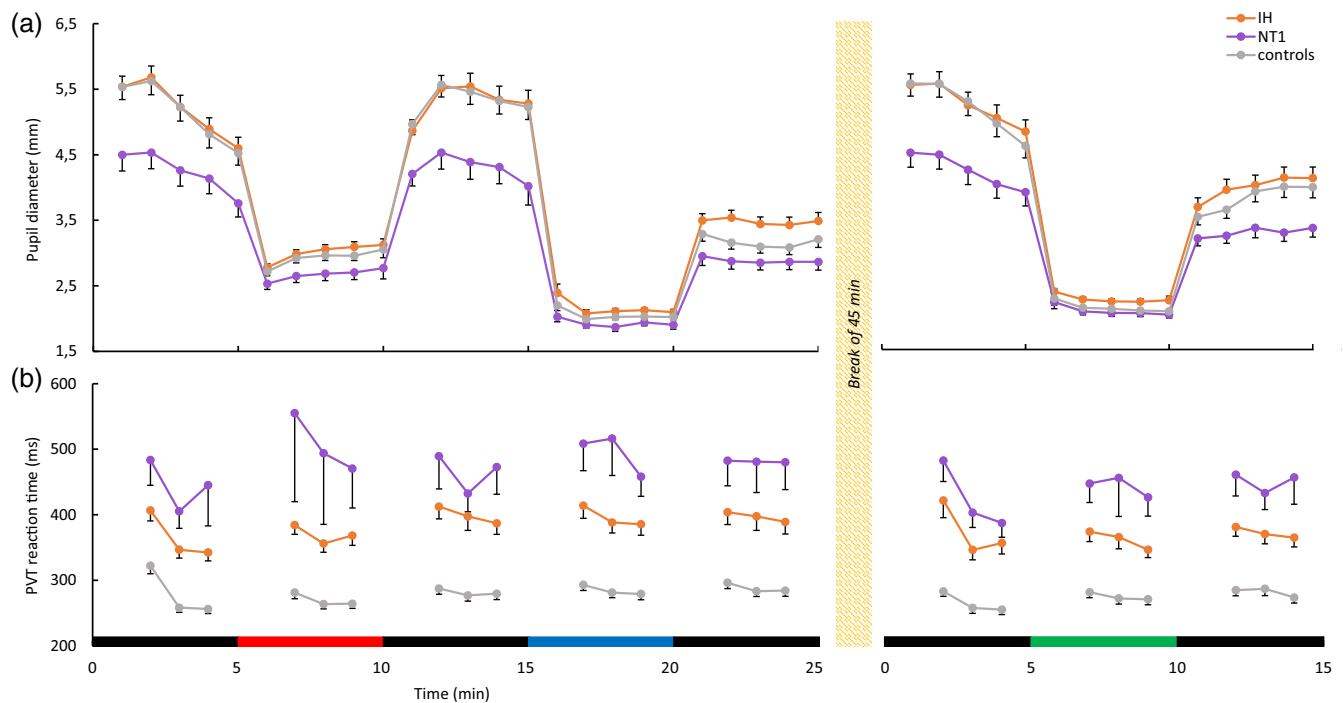 (a)
Pupil diameter (mm)
6,5
5,5
4,5
3,5
2,5
1,5
IH
NT1
controls
Break of 45 min
(b)
PVT reaction time (ms)
600
500
400
300
200
0 5 10 15 20 25
0 5 10 15
Time (min)